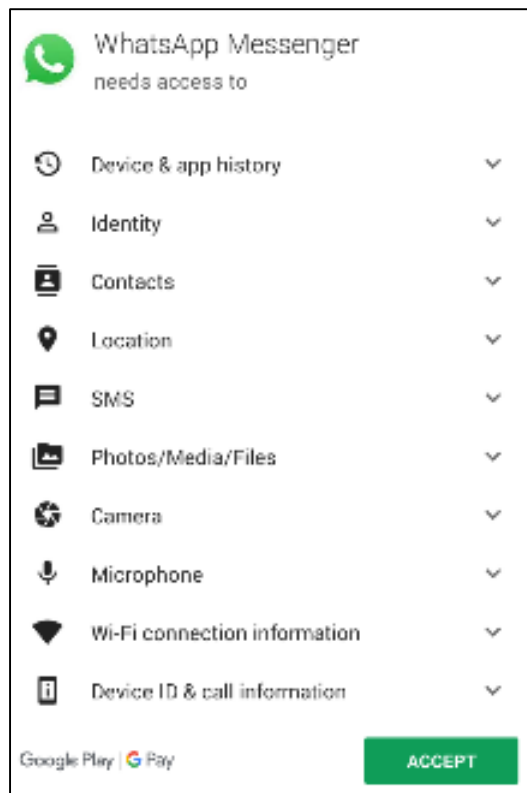 WhatsApp Messenger
needs access to
Device & app history
Identity
Contacts
Location
SMS
Photos/Media/Files
Camera
Microphone
Wi-Fi connection information
Device ID & call information
Google Play | G Pay
ACCEPT